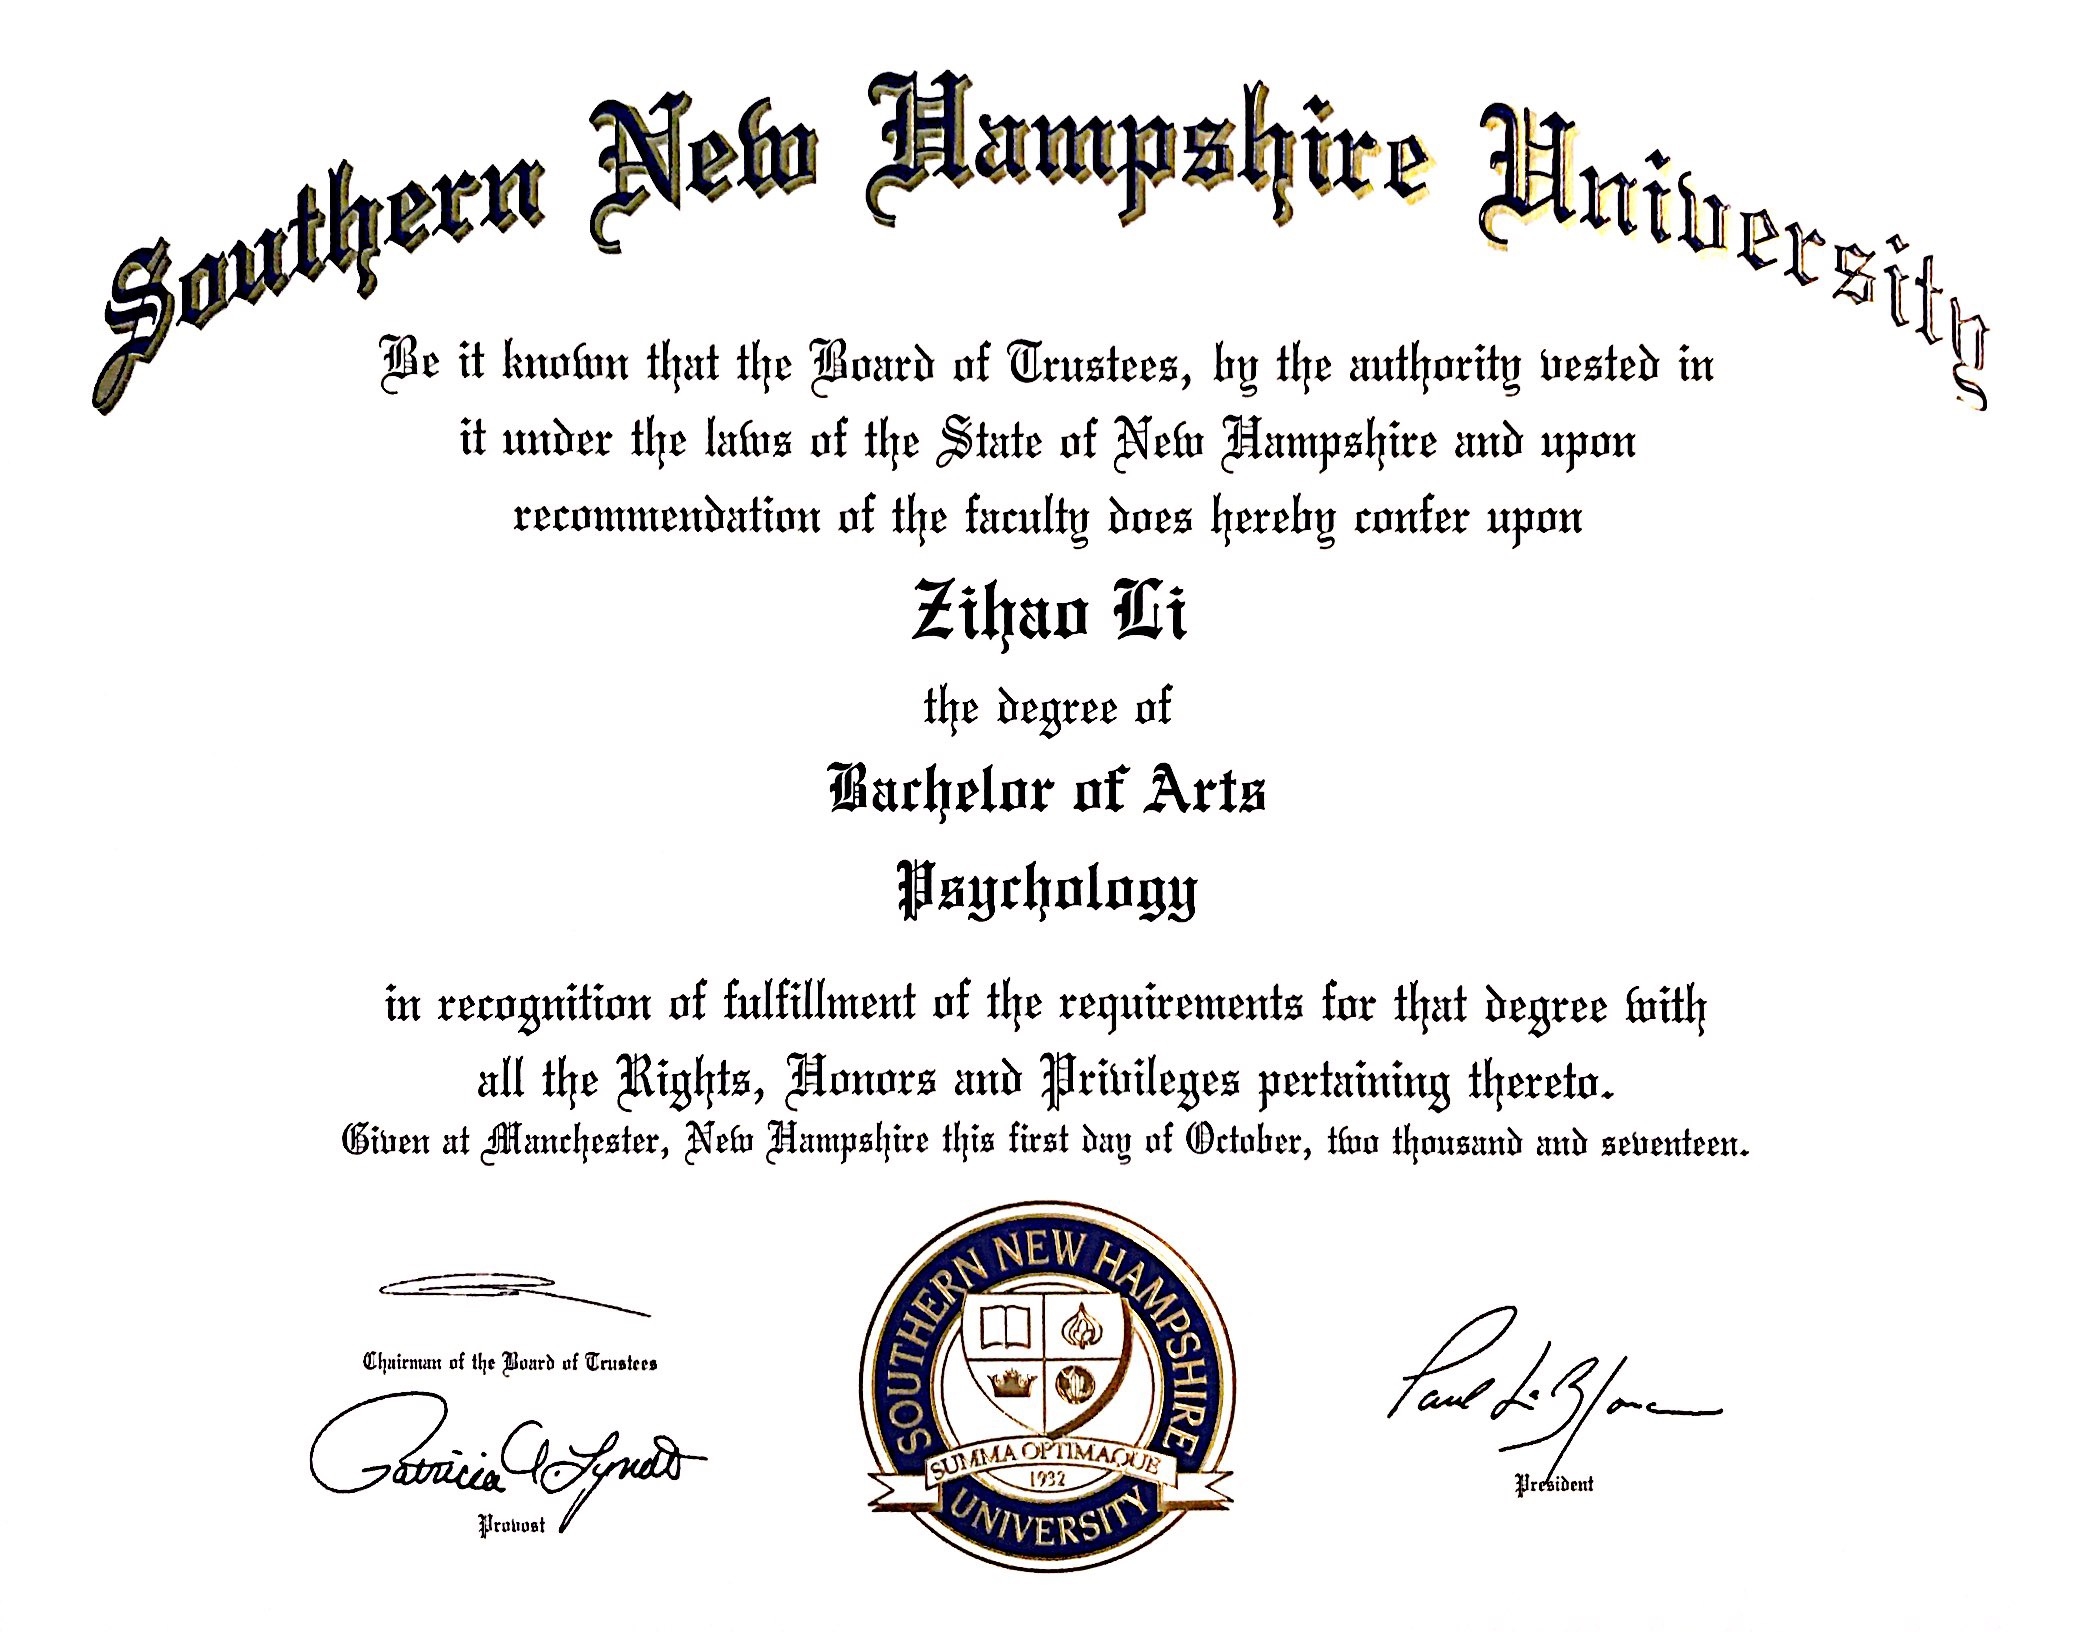 Southern New Hampshire University
Be it known that the Board of Trustees, by the authority vested in
it under the laws of the State of New Hampshire and upon
recommendation of the faculty does hereby confer upon
Zihao Li
the degree of
Bachelor of Arts
Psychology
in recognition of fulfillment of the requirements for that degree with
all the Rights, Honors and Privileges pertaining thereto.
Given at Manchester, New Hampshire this first day of October, two thousand and seventeen.
Chairman of the Board of Trustees
Patricia A. Lynott
Provost
SOUTHERN NEW HAMPSHIRE
SUMMA OPTIMAQUE
1932
UNIVERSITY
Paul LeBlanc
President